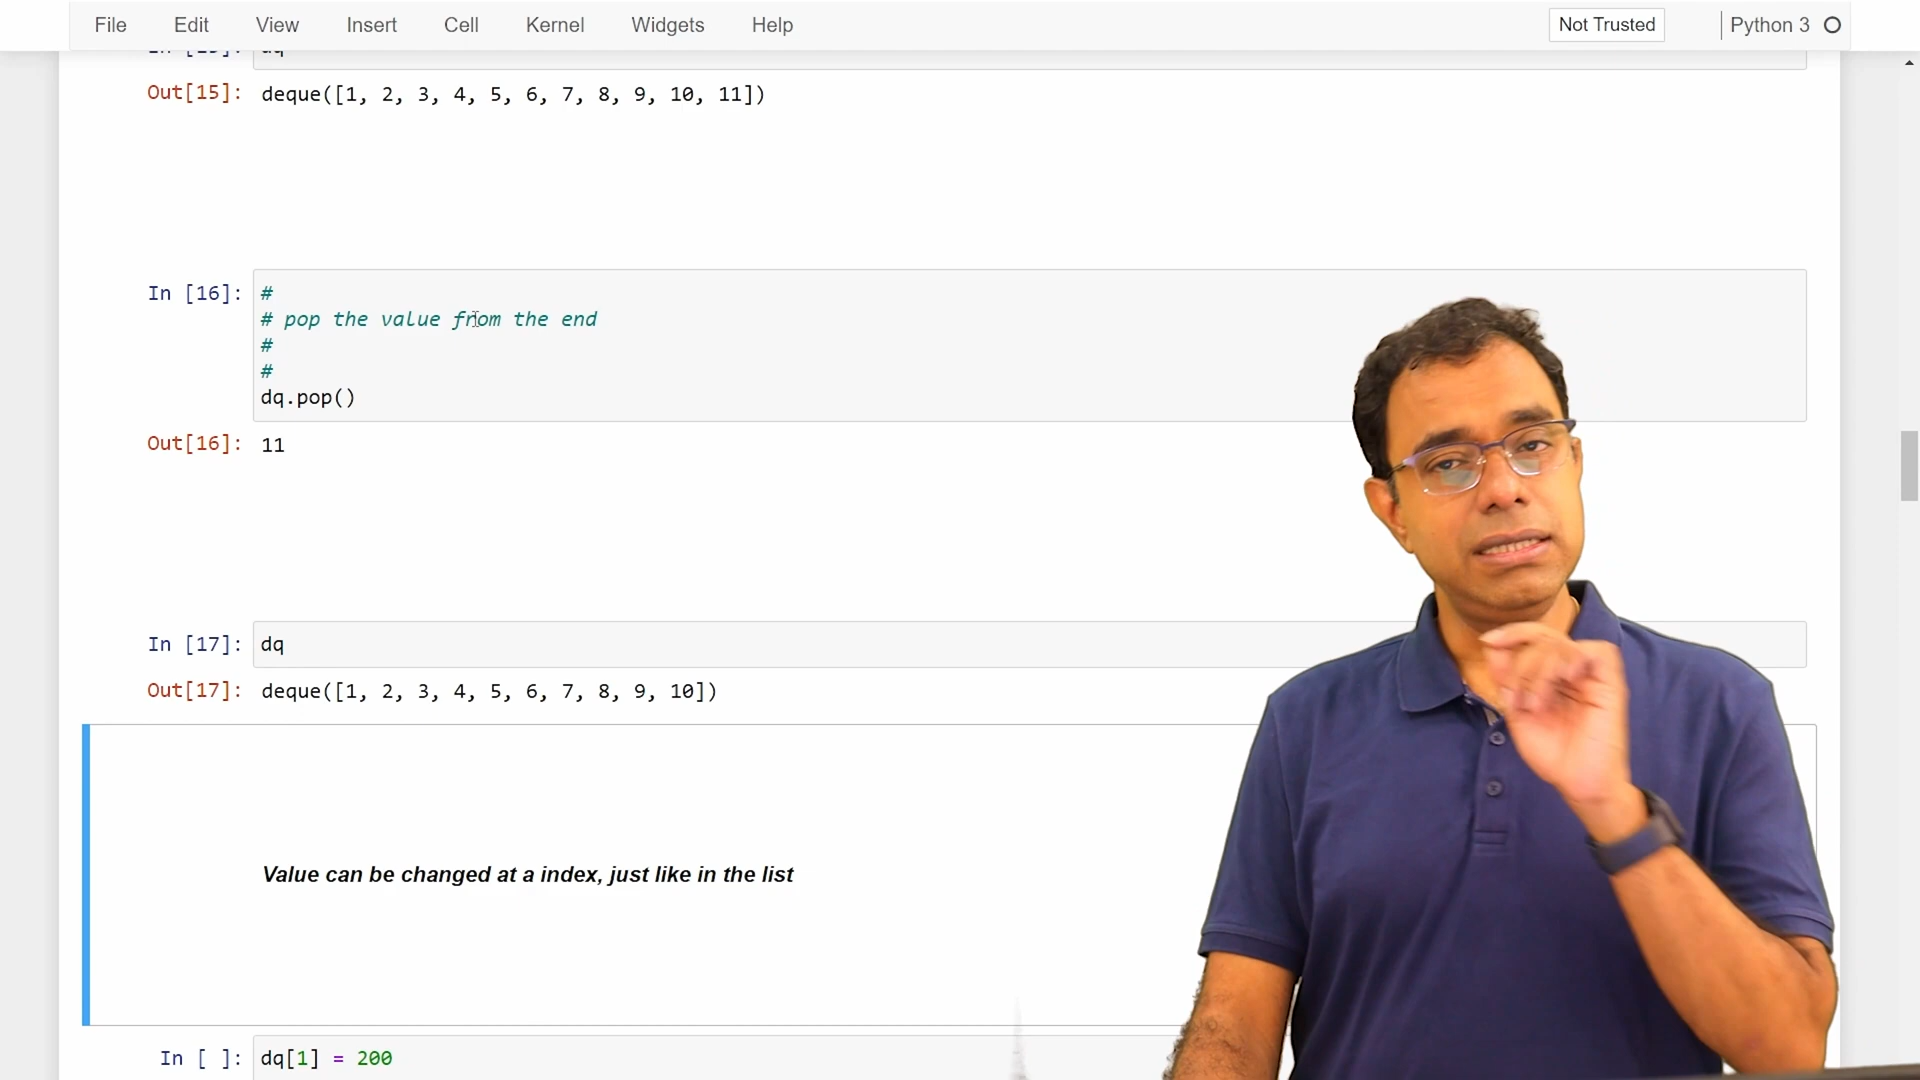 File Edit View Insert Cell Kernel Widgets Help Not Trusted Python 3
Out[15]: deque([1, 2, 3, 4, 5, 6, 7, 8, 9, 10, 11])
In [16]: #
# pop the value from the end
#
#
dq.pop()
Out[16]: 11
In [17]: dq
Out[17]: deque([1, 2, 3, 4, 5, 6, 7, 8, 9, 10])
Value can be changed at a index, just like in the list
In [ ]: dq[1] = 200